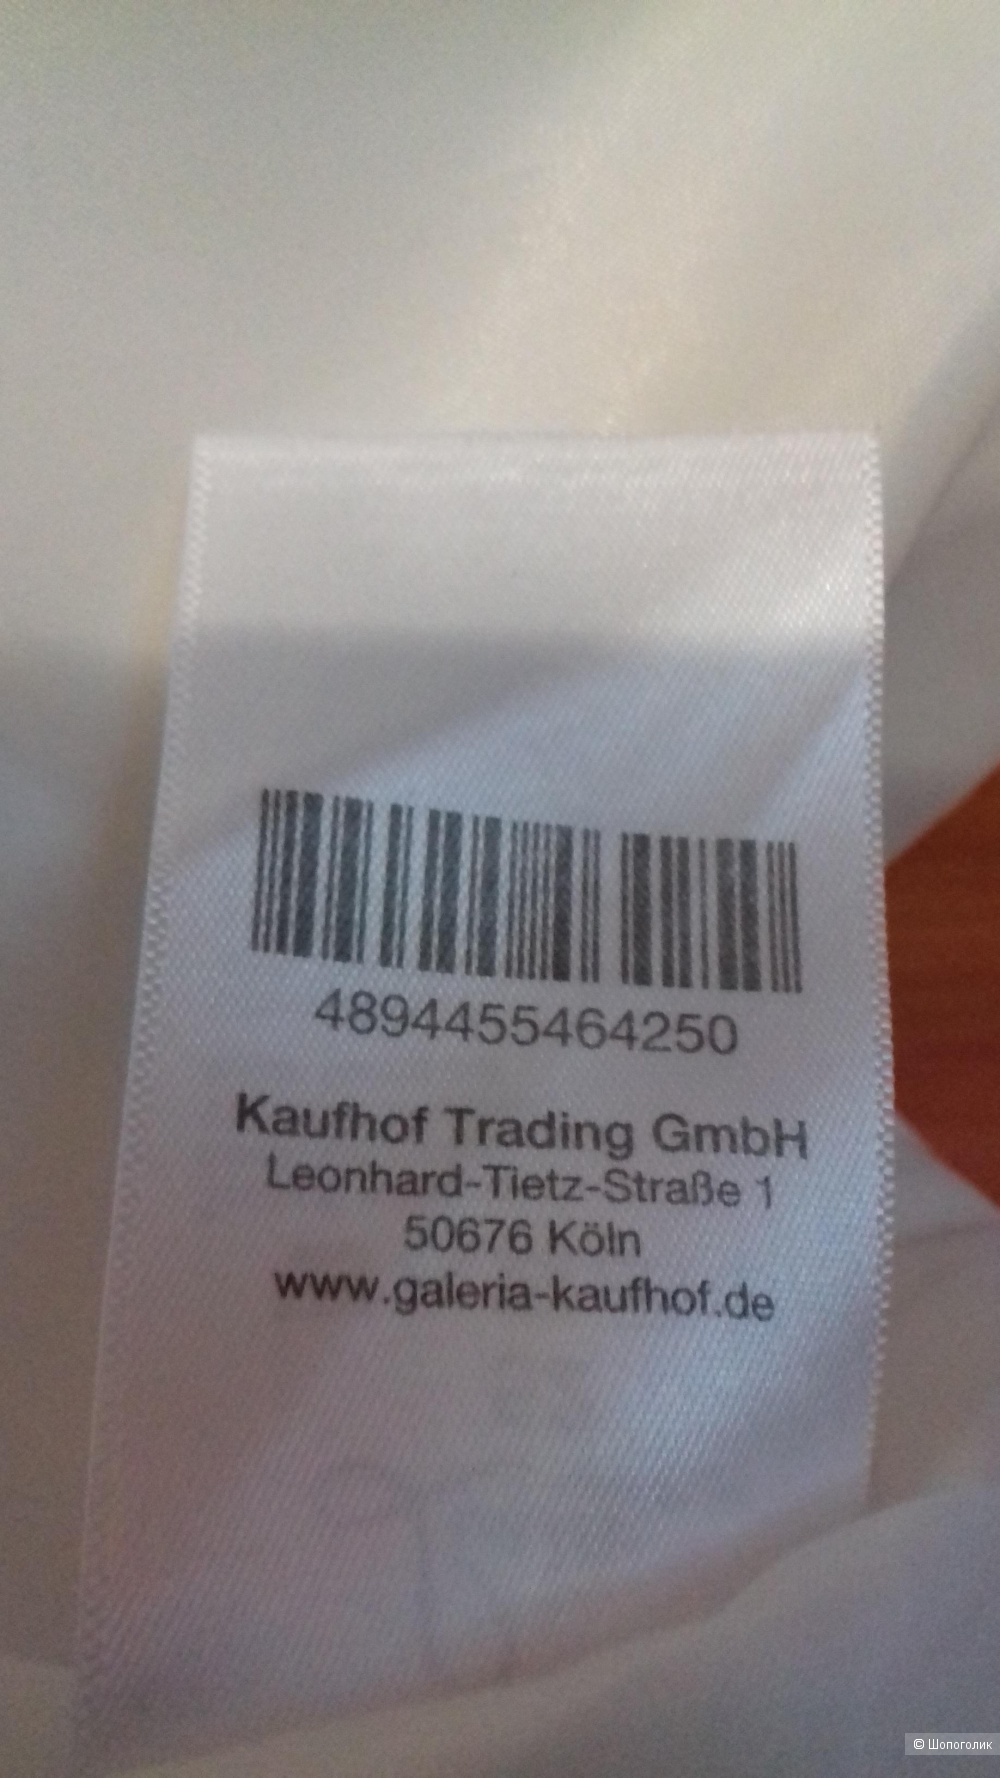 4894455464250
Kaufhof Trading GmbH
Leonhard-Tietz-Straße 1
50676 Köln
www.galeria-kaufhof.de
© Шопоголик